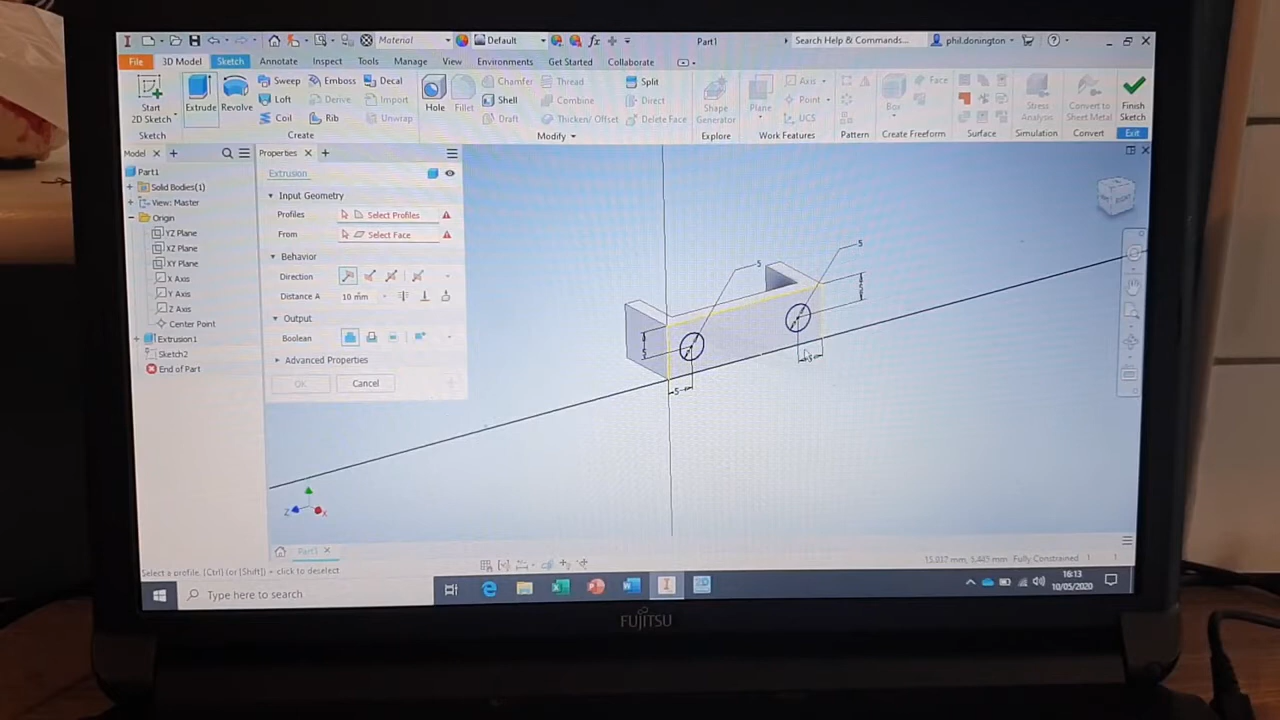 Material
Default
Part1
Search Help & Commands...
phil.donington
File
3D Model
Sketch
Annotate
Inspect
Tools
Manage
View
Environments
Get Started
Collaborate
Start
2D Sketch
Extrude
Revolve
Sweep
Emboss
Decal
Loft
Derive
Import
Coil
Rib
Unwrap
Hole
Fillet
Chamfer
Thread
Split
Shell
Combine
Direct
Draft
Thicken/ Offset
Delete Face
Shape
Generator
Plane
Axis
Point
UCS
Box
Face
Stress
Analysis
Convert to
Sheet Metal
Finish
Sketch
Sketch
Create
Modify
Explore
Work Features
Pattern
Create Freeform
Surface
Simulation
Convert
Exit
Model
Properties
Part1
Solid Bodies(1)
View: Master
Origin
YZ Plane
XZ Plane
XY Plane
X Axis
Y Axis
Z Axis
Center Point
Extrusion1
Sketch2
End of Part
Extrusion
Input Geometry
Profiles
Select Profiles
From
Select Face
Behavior
Direction
Distance A
10 mm
Output
Boolean
Advanced Properties
OK
Cancel
RIGHT
5
5
5
Z
X
Part1
Select a profile. [Ctrl] (or [Shift]) + click to deselect
Fully Constrained
1
1
Type here to search
16:13
10/05/2020
FUJITSU